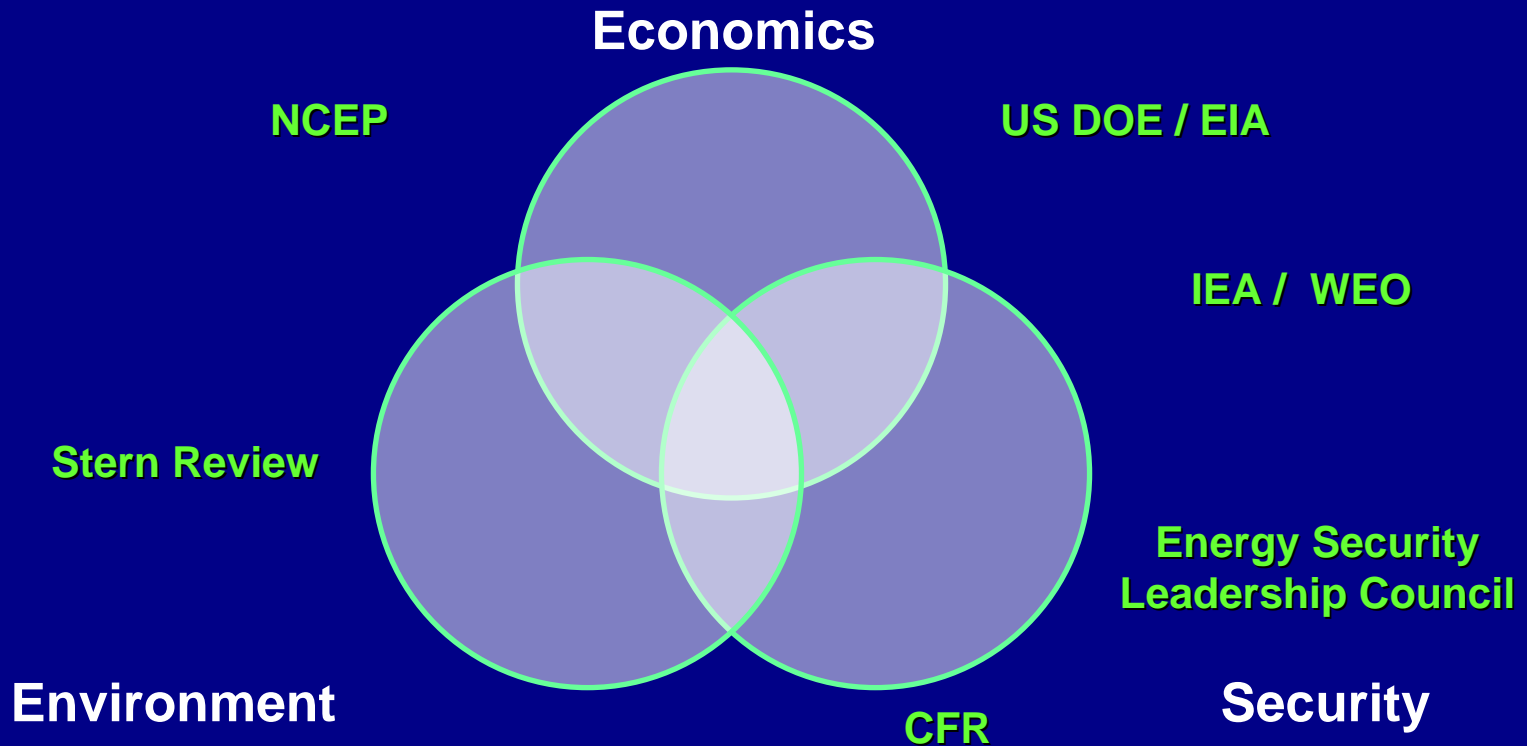 Economics
NCEP
US DOE / EIA
IEA /  WEO
Stern Review
Energy Security
Leadership Council
Environment
Security
CFR